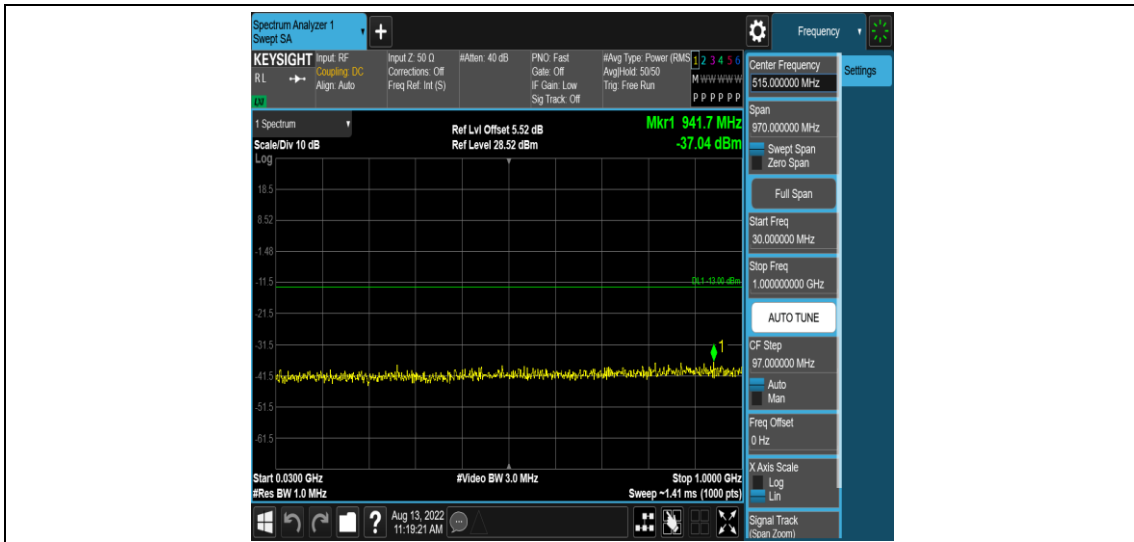 Spectrum Analyzer 1
Swept SA
+
Frequency
KEYSIGHT
RL
LM
Input: RF
Coupling: DC
Align: Auto
Input Z: 50 Ω
Corrections: Off
Freq Ref: Int (S)
#Atten: 40 dB
PNO: Fast
Gate: Off
IF Gain: Low
Sig Track: Off
#Avg Type: Power (RMS
Avg|Hold: 50/50
Trig: Free Run
1 2 3 4 5 6
M W W W W W
P P P P P P
1 Spectrum
Scale/Div 10 dB
Log
Ref Lvl Offset 5.52 dB
Ref Level 28.52 dBm
Mkr1 941.7 MHz
-37.04 dBm
18.5
8.52
-1.48
-11.5
DL1 -13.00 dBm
-21.5
-31.5
1
-41.5
-51.5
-61.5
Start 0.0300 GHz
#Res BW 1.0 MHz
#Video BW 3.0 MHz
Stop 1.0000 GHz
Sweep ~1.41 ms (1000 pts)
?
Aug 13, 2022
11:19:21 AM
Center Frequency
515.000000 MHz
Settings
Span
970.000000 MHz
Swept Span
Zero Span
Full Span
Start Freq
30.000000 MHz
Stop Freq
1.000000000 GHz
AUTO TUNE
CF Step
97.000000 MHz
Auto
Man
Freq Offset
0 Hz
X Axis Scale
Log
Lin
Signal Track
(Span Zoom)